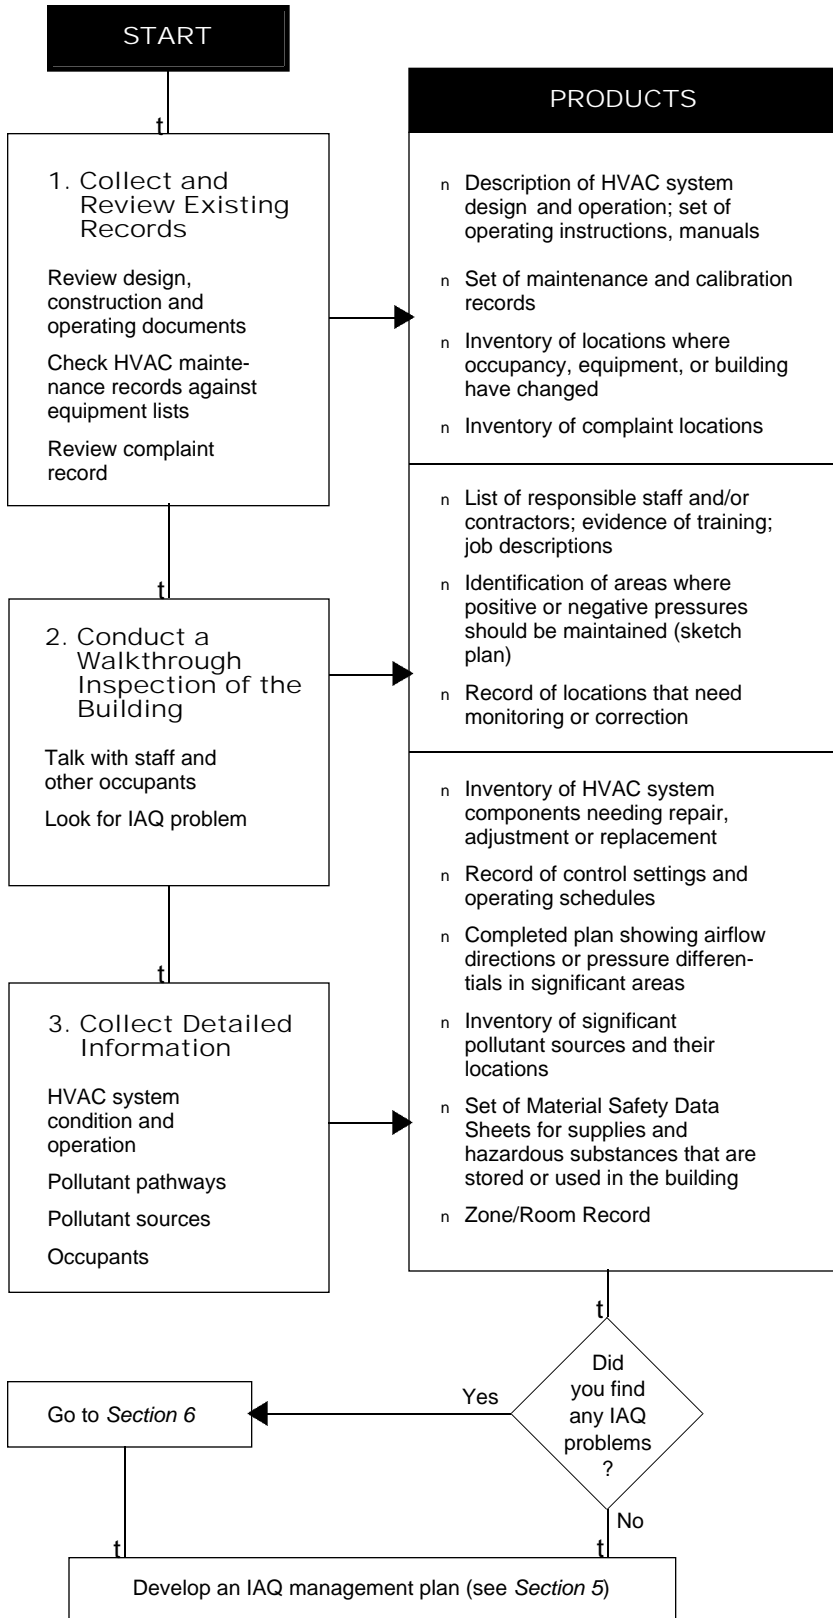 START
t
1. Collect and
Review Existing
Records
Review design,
construction and
operating documents
Check HVAC mainte-
nance records against
equipment lists
Review complaint
record
t
2. Conduct a
Walkthrough
Inspection of the
Building
Talk with staff and
other occupants
Look for IAQ problem
t
3. Collect Detailed
Information
HVAC system
condition and
operation
Pollutant pathways
Pollutant sources
Occupants
PRODUCTS
n Description of HVAC system
design and operation; set of
operating instructions, manuals
n Set of maintenance and calibration
records
n Inventory of locations where
occupancy, equipment, or building
have changed
n Inventory of complaint locations
n List of responsible staff and/or
contractors; evidence of training;
job descriptions
n Identification of areas where
positive or negative pressures
should be maintained (sketch
plan)
n Record of locations that need
monitoring or correction
n Inventory of HVAC system
components needing repair,
adjustment or replacement
n Record of control settings and
operating schedules
n Completed plan showing airflow
directions or pressure differen-
tials in significant areas
n Inventory of significant
pollutant sources and their
locations
n Set of Material Safety Data
Sheets for supplies and
hazardous substances that are
stored or used in the building
n Zone/Room Record
t
Did
you find
any IAQ
problems
?
Yes
Go to Section 6
No
t
t
Develop an IAQ management plan (see Section 5)